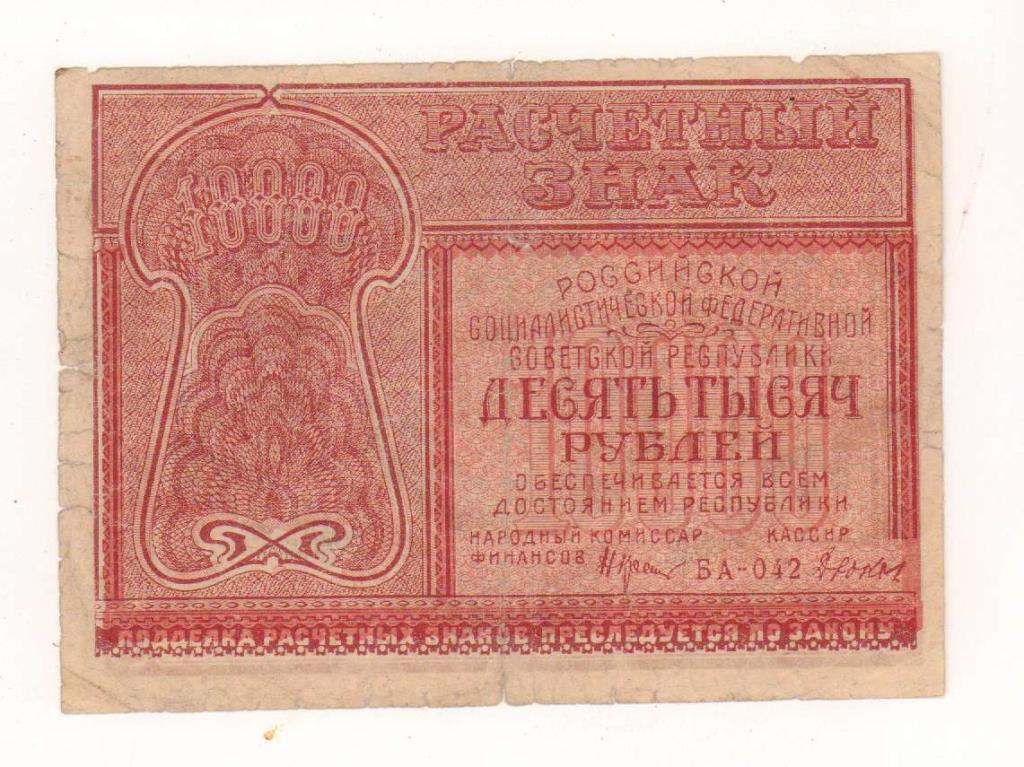 10000
РАСЧЕТНЫЙ
ЗНАК
РОССИЙСКОЙ
СОЦИАЛИСТИЧЕСКОЙ ФЕДЕРАТИВНОЙ
СОВЕТСКОЙ РЕСПУБЛИКИ
ДЕСЯТЬ ТЫСЯЧ
РУБЛЕЙ
ОБЕСПЕЧИВАЕТСЯ ВСЕМ
ДОСТОЯНИЕМ РЕСПУБЛИКИ
НАРОДНЫЙ КОМИССАР КАССИР
ФИНАНСОВ БА-042
ПОДДЕЛКА РАСЧЕТНЫХ ЗНАКОВ ПРЕСЛЕДУЕТСЯ ПО ЗАКОНУ